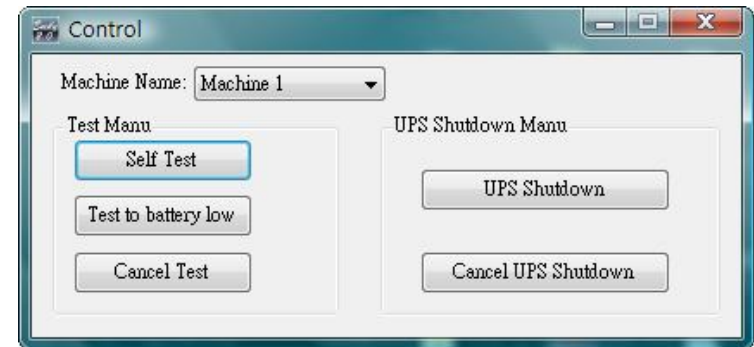 Control
Machine Name: Machine 1
Test Manu
Self Test
Test to battery low
Cancel Test
UPS Shutdown Manu
UPS Shutdown
Cancel UPS Shutdown